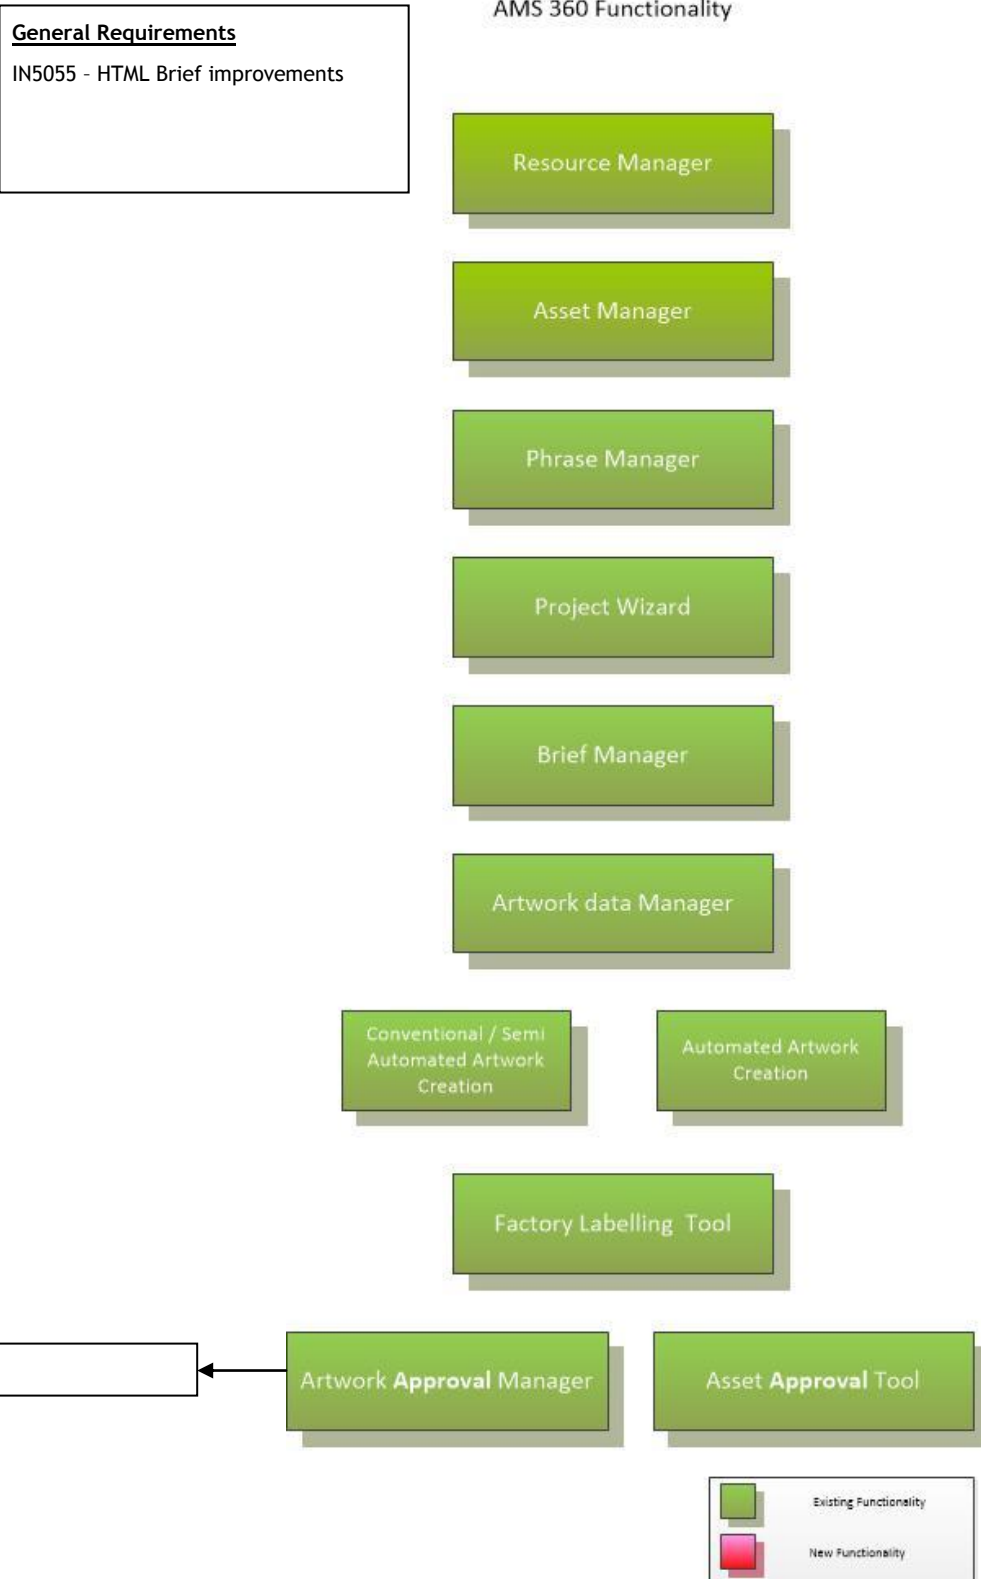 AMS 360 Functionality
General Requirements
IN5055 – HTML Brief improvements
Resource Manager
Asset Manager
Phrase Manager
Project Wizard
Brief Manager
Artwork data Manager
Conventional / Semi
Automated Artwork
Creation
Automated Artwork
Creation
Factory Labelling Tool
Artwork Approval Manager
Asset Approval Tool
Existing Functionality
New Functionality